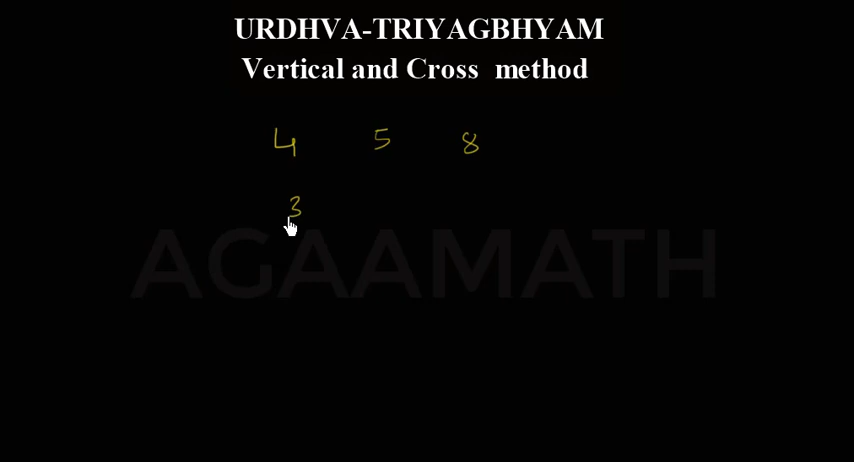 URDHVA-TRIYAGBHYAM
Vertical and Cross method
4 5 8
3
AGAAMATH